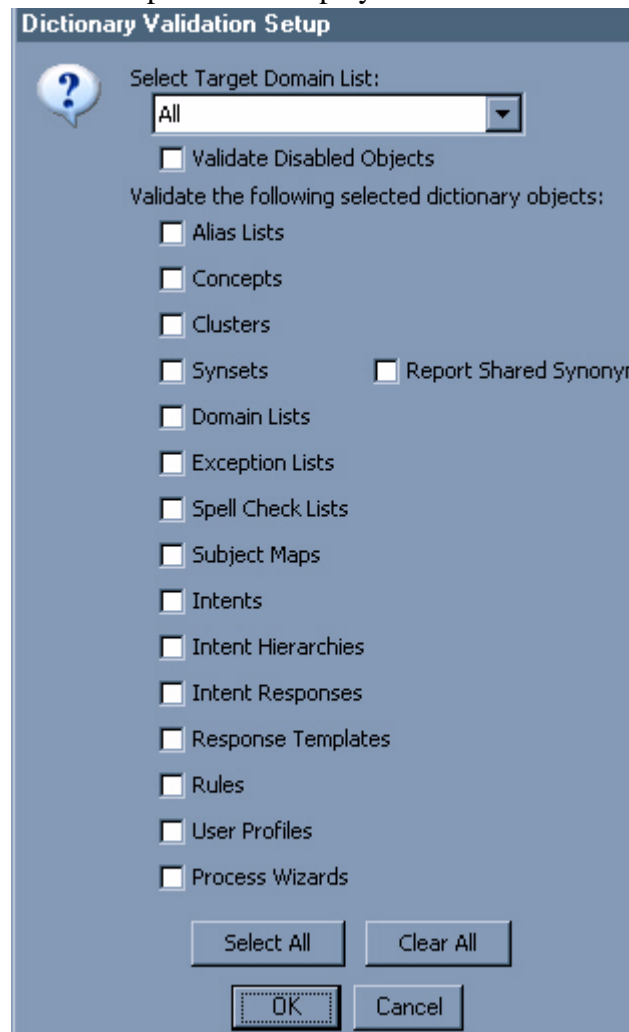 Dictionary Validation Setup
Select Target Domain List:
All
Validate Disabled Objects
Validate the following selected dictionary objects:
Alias Lists
Concepts
Clusters
Synsets Report Shared Synonyr
Domain Lists
Exception Lists
Spell Check Lists
Subject Maps
Intents
Intent Hierarchies
Intent Responses
Response Templates
Rules
User Profiles
Process Wizards
Select All Clear All
OK Cancel